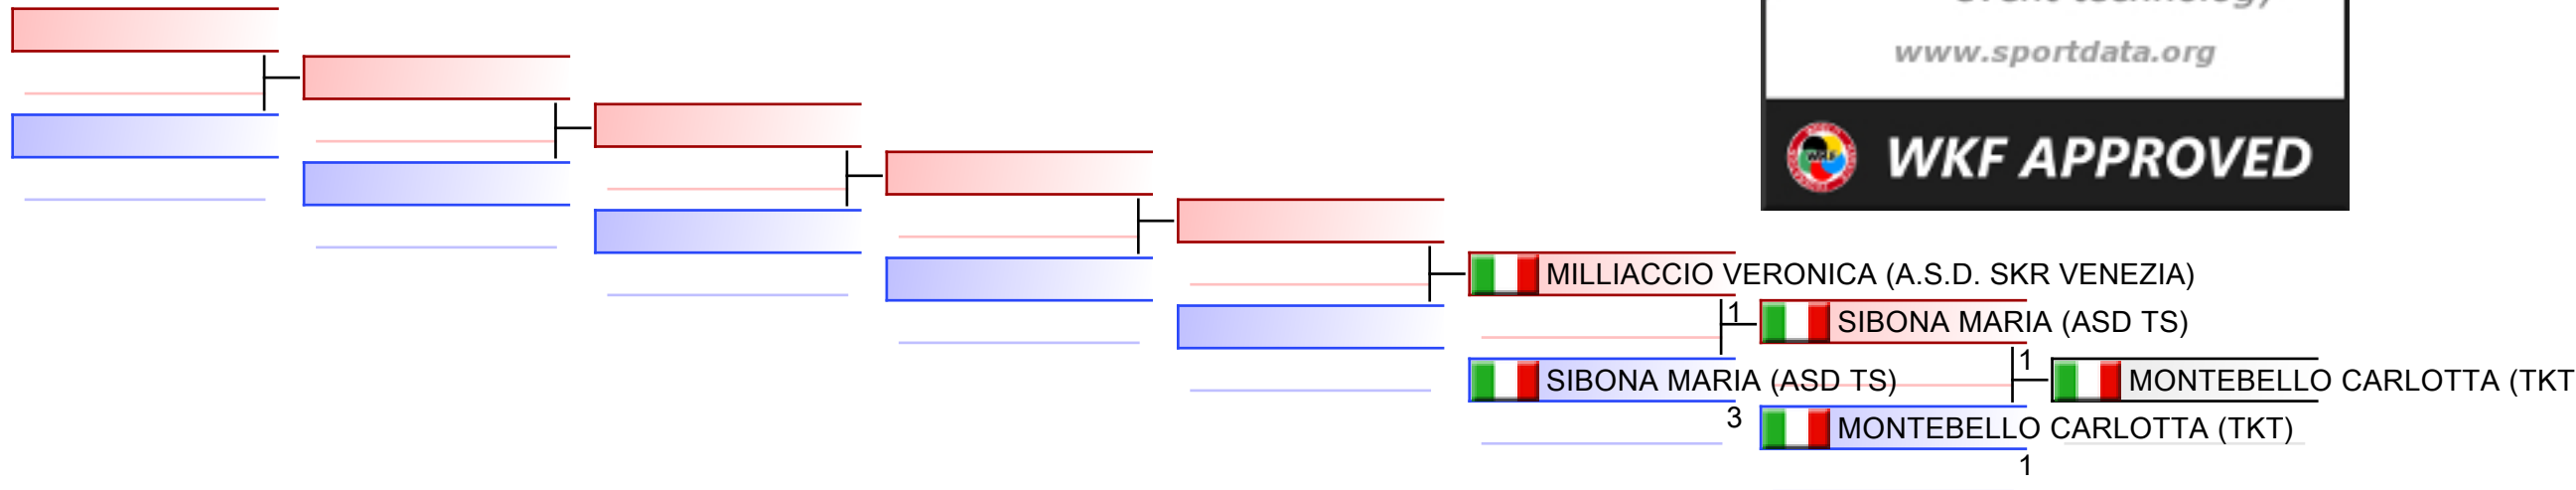 www.sportdata.org
WKF APPROVED
MILLIACCIO VERONICA (A.S.D. SKR VENEZIA)
1
SIBONA MARIA (ASD TS)
1
SIBONA MARIA (ASD TS)
MONTEBELLO CARLOTTA (TKT
3
MONTEBELLO CARLOTTA (TKT)
1